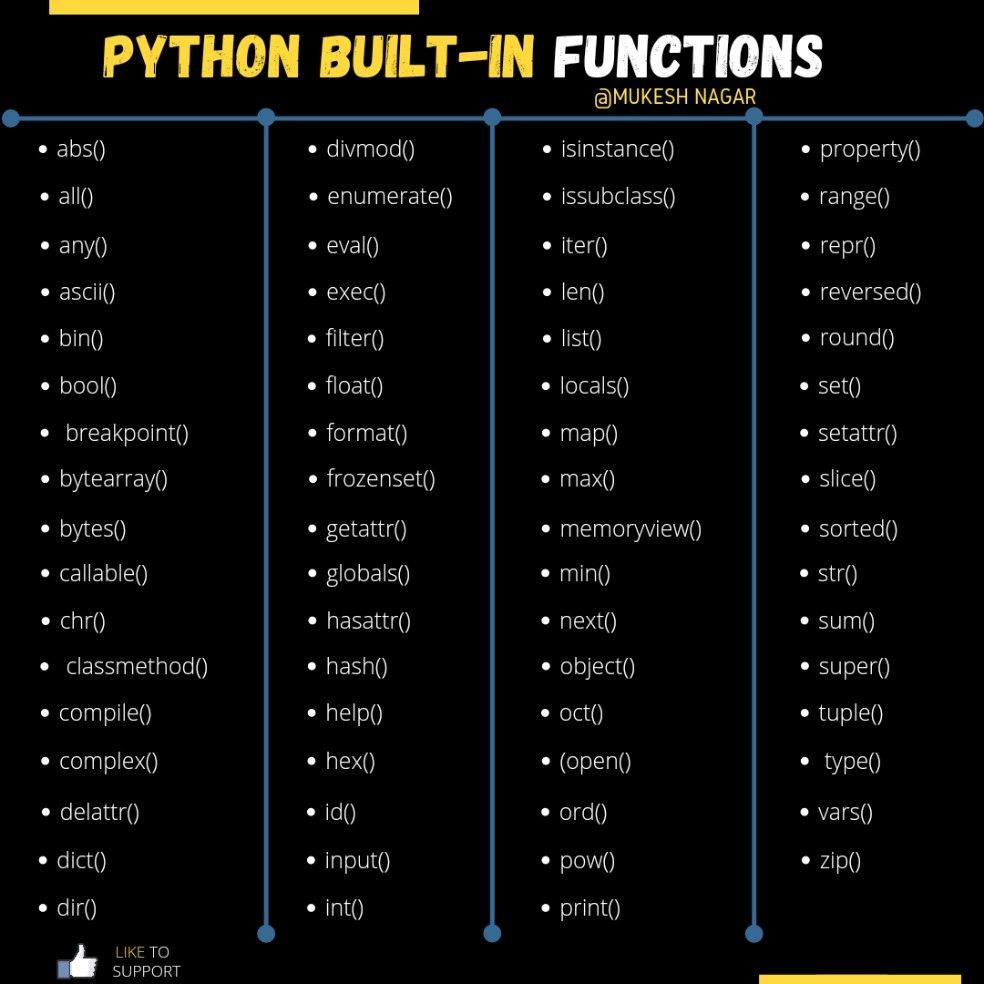 PYTHON BUILT-IN FUNCTIONS
@MUKESH NAGAR
abs()
all()
any()
ascii()
bin()
bool()
breakpoint()
bytearray()
bytes()
callable()
chr()
classmethod()
compile()
complex()
delattr()
dict()
dir()
divmod()
enumerate()
eval()
exec()
filter()
float()
format()
frozenset()
getattr()
globals()
hasattr()
hash()
help()
hex()
id()
input()
int()
isinstance()
issubclass()
iter()
len()
list()
locals()
map()
max()
memoryview()
min()
next()
object()
oct()
(open()
ord()
pow()
print()
property()
range()
repr()
reversed()
round()
set()
setattr()
slice()
sorted()
str()
sum()
super()
tuple()
type()
vars()
zip()
LIKE TO
SUPPORT